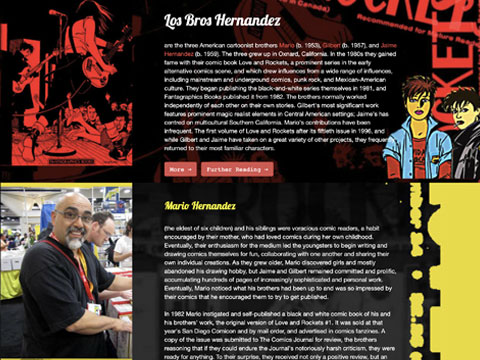 Los Bros Hernandez
are the three American cartoonist brothers Mario (b. 1953), Gilbert (b. 1957), and Jaime
Hernandez (b. 1959). The three grew up in Oxnard, California. In the 1980s they gained
fame with their comic book Love and Rockets, a prominent series in the early
alternative comics scene, and which drew influences from a wide range of influences,
including mainstream and underground comics, punk rock, and Mexican-American
culture. They began publishing the black-and-white series themselves in 1981, and
Fantagraphics Books published it from 1982. The brothers normally worked
independently of each other on their own stories. Gilbert's most significant work
features prominent magic realist elements in Central American settings; Jaime's has
centred on multicultural Southern California. Mario's contributions have been
infrequent. The first volume of Love and Rockets after its fiftieth issue in 1996, and
while Gilbert and Jaime have taken on a great variety of other projects, they frequently
returned to their most familiar characters.
More →
Further Reading →
Recommended for Mature
Mario Hernandez
(the eldest of six children) and his siblings were voracious comic readers, a habit
encouraged by their mother, who had loved comics during her own childhood.
Eventually, their enthusiasm for the medium led the youngsters to begin writing and
drawing comics themselves for fun, collaborating with one another and sharing their
own individual creations. As they grew older, Mario discovered girls and mostly
abandoned his drawing hobby, but Jaime and Gilbert remained committed and prolific,
accumulating hundreds of pages of increasingly sophisticated and personal work.
Eventually, Mario noticed what his brothers had been up to and was so impressed by
their comics that he encouraged them to try to get published.
In 1982 Mario instigated and self-published a black and white comic book of his and
his brothers' work, the original version of Love and Rockets #1. It was sold at that
year's San Diego Comicon and by mail order, and advertised in comics fanzines. A
copy of the issue was submitted to The Comics Journal for review, the brothers
reasoning that if they could endure the Journal's notoriously harsh criticism, they were
ready for anything. To their surprise, they received not only a positive review, but an